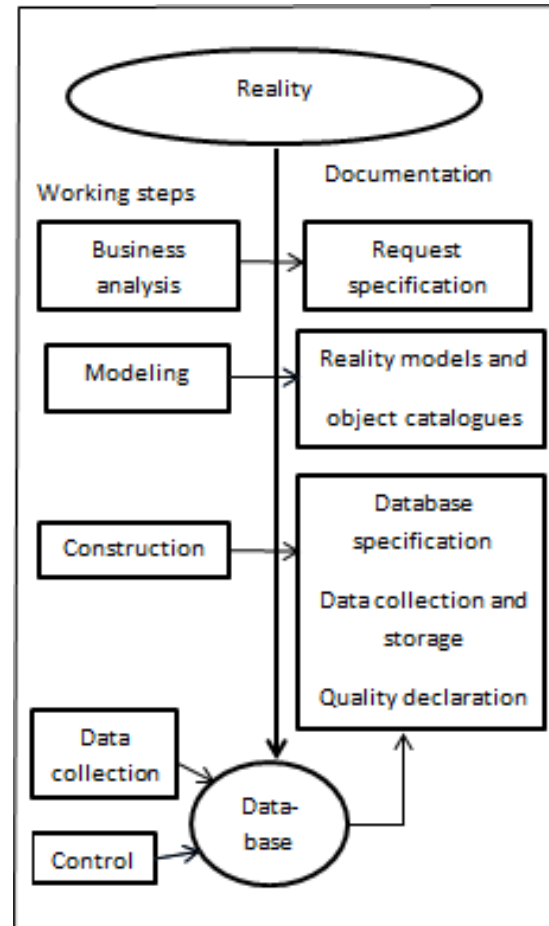 Reality
Documentation
Working steps
Business
analysis
Request
specification
Modeling
Reality models and
object catalogues
Construction
Database
specification
Data collection and
storage
Quality declaration
Data
collection
Data-
base
Control